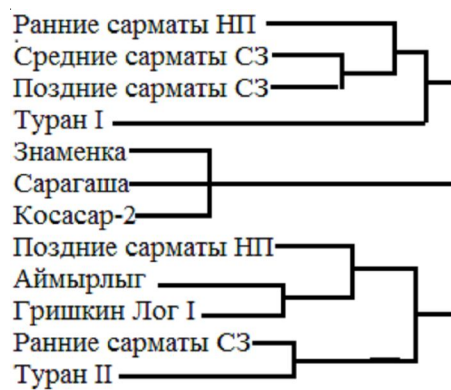 Ранние сарматы НП
Средние сарматы СЗ
Поздние сарматы СЗ
Туран I
Знаменка
Сарагаша
Косасар-2
Поздние сарматы НП
Аймырлыг
Гришкин Лог I
Ранние сарматы СЗ
Туран II